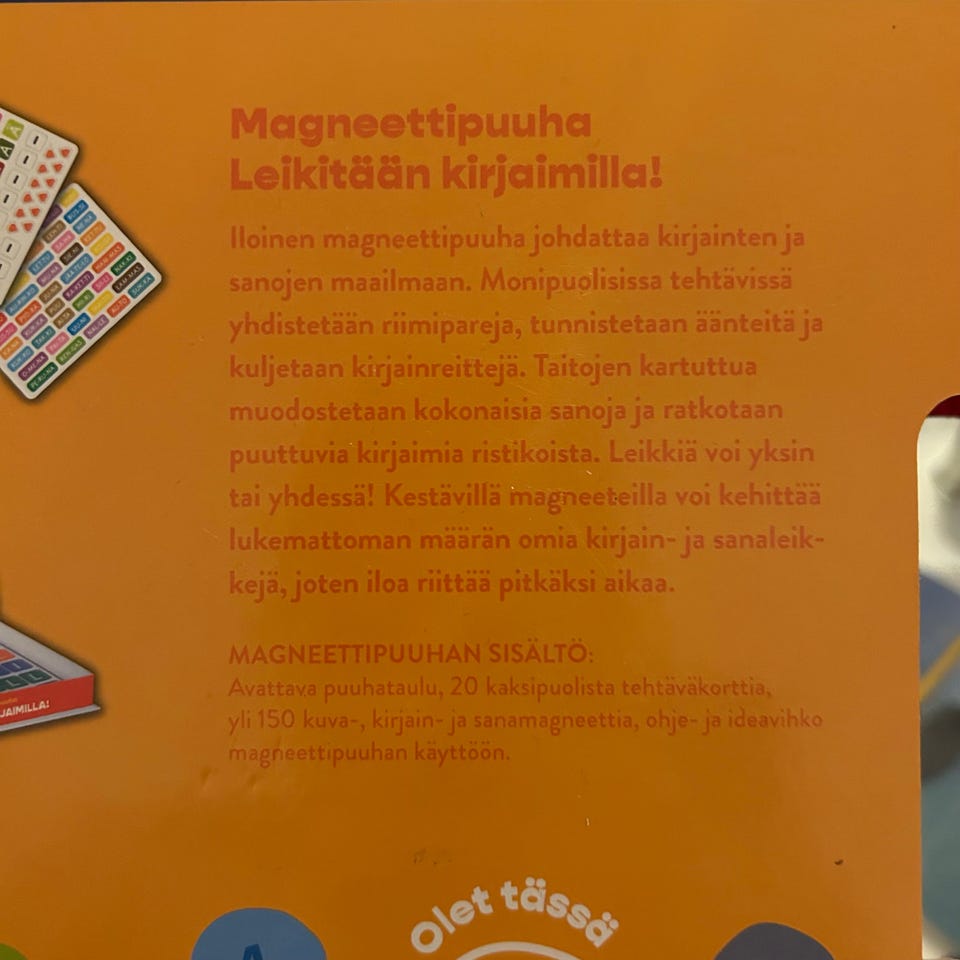 Magneettipuuha
Leikitään kirjaimilla!
Iloinen magneettipuuha johdattaa kirjainten ja
sanojen maailmaan. Monipuolisissa tehtävissä
yhdistetään riimipareja, tunnistetaan äänteitä ja
kuljetaan kirjainreittejä. Taitojen kartuttua
muodostetaan kokonaisia sanoja ja ratkotaan
puuttuvia kirjaimia ristikoista. Leikkiä voi yksin
tai yhdessä! Kestävillä magneeteilla voi kehittää
lukemattoman määrän omia kirjain- ja sanaleik-
kejä, joten iloa riittää pitkäksi aikaa.
MAGNEETTIPUUHAN SISÄLTÖ:
Avattava puuhataulu, 20 kaksipuolista tehtäväkorttia,
yli 150 kuva-, kirjain- ja sanamagneettia, ohje- ja ideavihko
magneettipuuhan käyttöön.
JAIMILLA!
Olet tässä
A